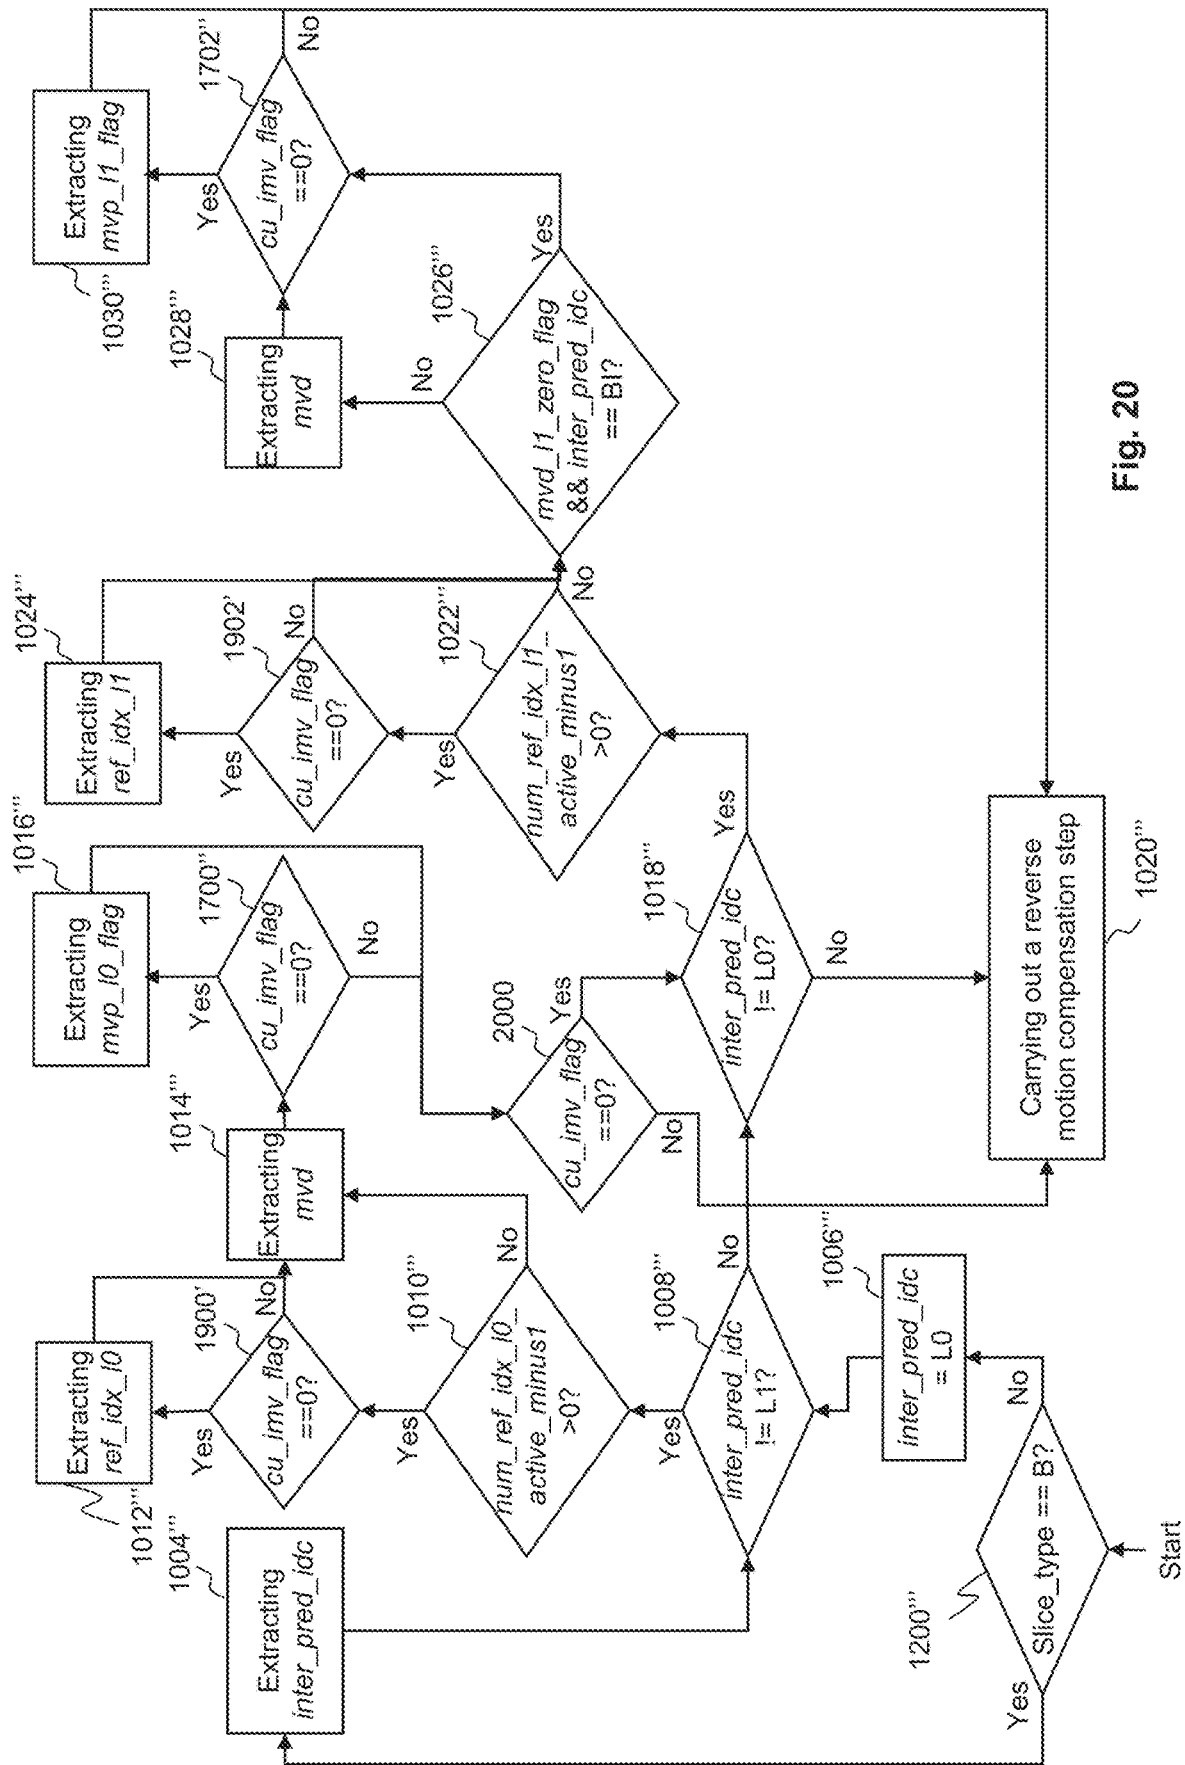 Start
Slice_type == B?
1200'''
Yes
No
inter_pred_idc
= L0
1006'''
Extracting
inter_pred_idc
1004'''
inter_pred_idc
!= L1?
1008'''
Yes
No
num_ref_idx_l0_
active_minus1
>0?
1010'''
Yes
No
cu_imv_flag
==0?
1900'
Yes
No
Extracting
ref_idx_l0
1012'''
Extracting
mvd
1014'''
cu_imv_flag
==0?
1700''
Yes
No
Extracting
mvp_l0_flag
1016'''
cu_imv_flag
==0?
2000
Yes
No
inter_pred_idc
!= L0?
1018'''
Yes
No
Carrying out a reverse
motion compensation step
1020'''
num_ref_idx_l1_
active_minus1
>0?
1022'''
Yes
No
cu_imv_flag
==0?
1902'
Yes
No
Extracting
ref_idx_l1
1024'''
mvd_l1_zero_flag
&& inter_pred_idc
== BI?
1026'''
Yes
No
Extracting
mvd
1028'''
cu_imv_flag
==0?
1702''
Yes
No
Extracting
mvp_l1_flag
1030'''
Fig. 20